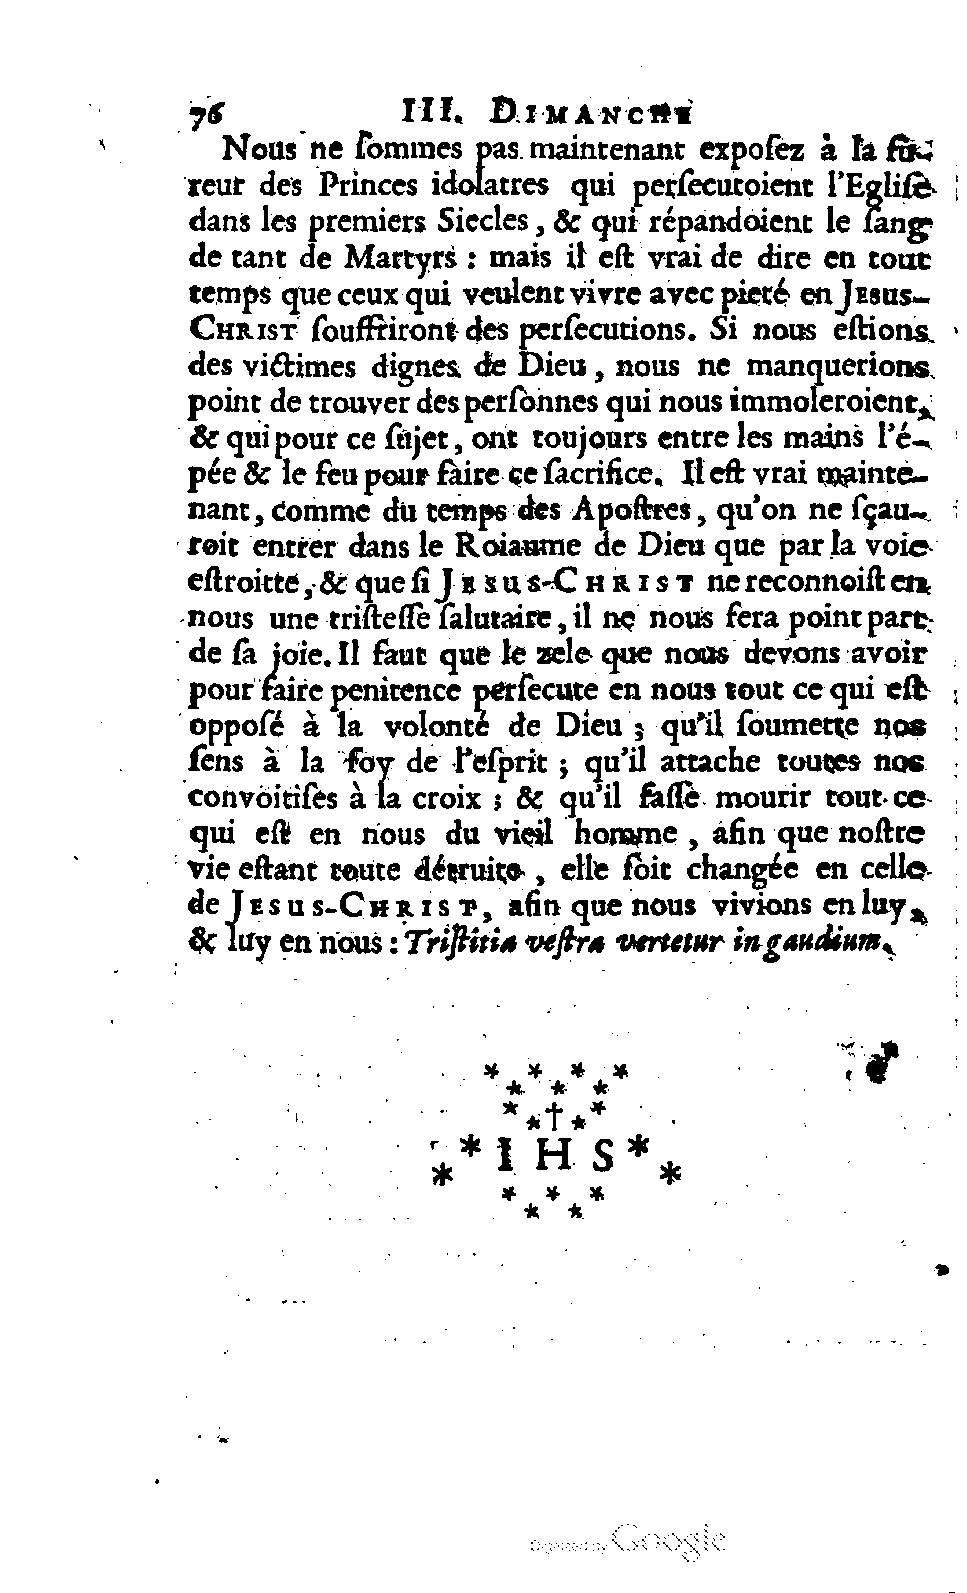 76 III. DIMANCHE
Nous ne ſommes pas maintenant expoſez à la fu-
reur des Princes idolatres qui perſecutoient l'Egliſe
dans les premiers Siecles, & qui répandoient le ſang
de tant de Martyrs : mais il eſt vrai de dire en tout
temps que ceux qui veulent vivre avec pieté en JESUS-
CHRIST ſouffriront des perſecutions. Si nous eſtions
des victimes dignes de Dieu, nous ne manquerions
point de trouver des perſonnes qui nous immoleroient,
& qui pour ce ſujet, ont toujours entre les mains l'é-
pée & le feu pour faire ce ſacrifice. Il eſt vrai mainte-
nant, comme du temps des Apoſtres, qu'on ne ſçau-
roit entrer dans le Roiaume de Dieu que par la voie
eſtroitte, & que ſi JESUS-CHRIST ne reconnoiſt en
nous une triſteſſe ſalutaire, il ne nous fera point part
de ſa joie. Il faut que le zele que nous devons avoir
pour faire penitence perſecute en nous tout ce qui eſt
oppoſé à la volonté de Dieu ; qu'il ſoumette nos
ſens à la foy de l'eſprit ; qu'il attache toutes nos
convoitiſes à la croix ; & qu'il faſſe mourir tout ce
qui eſt en nous du vieil homme, afin que noſtre
vie eſtant toute détruite, elle ſoit changée en celle
de JESUS-CHRIST, afin que nous vivions en luy,
& luy en nous : Triſtitia veſtra vertetur in gaudium.
* * * *
* * *
* *
* † *
* I H S *
* *
* * *
* *
Digitized by Google